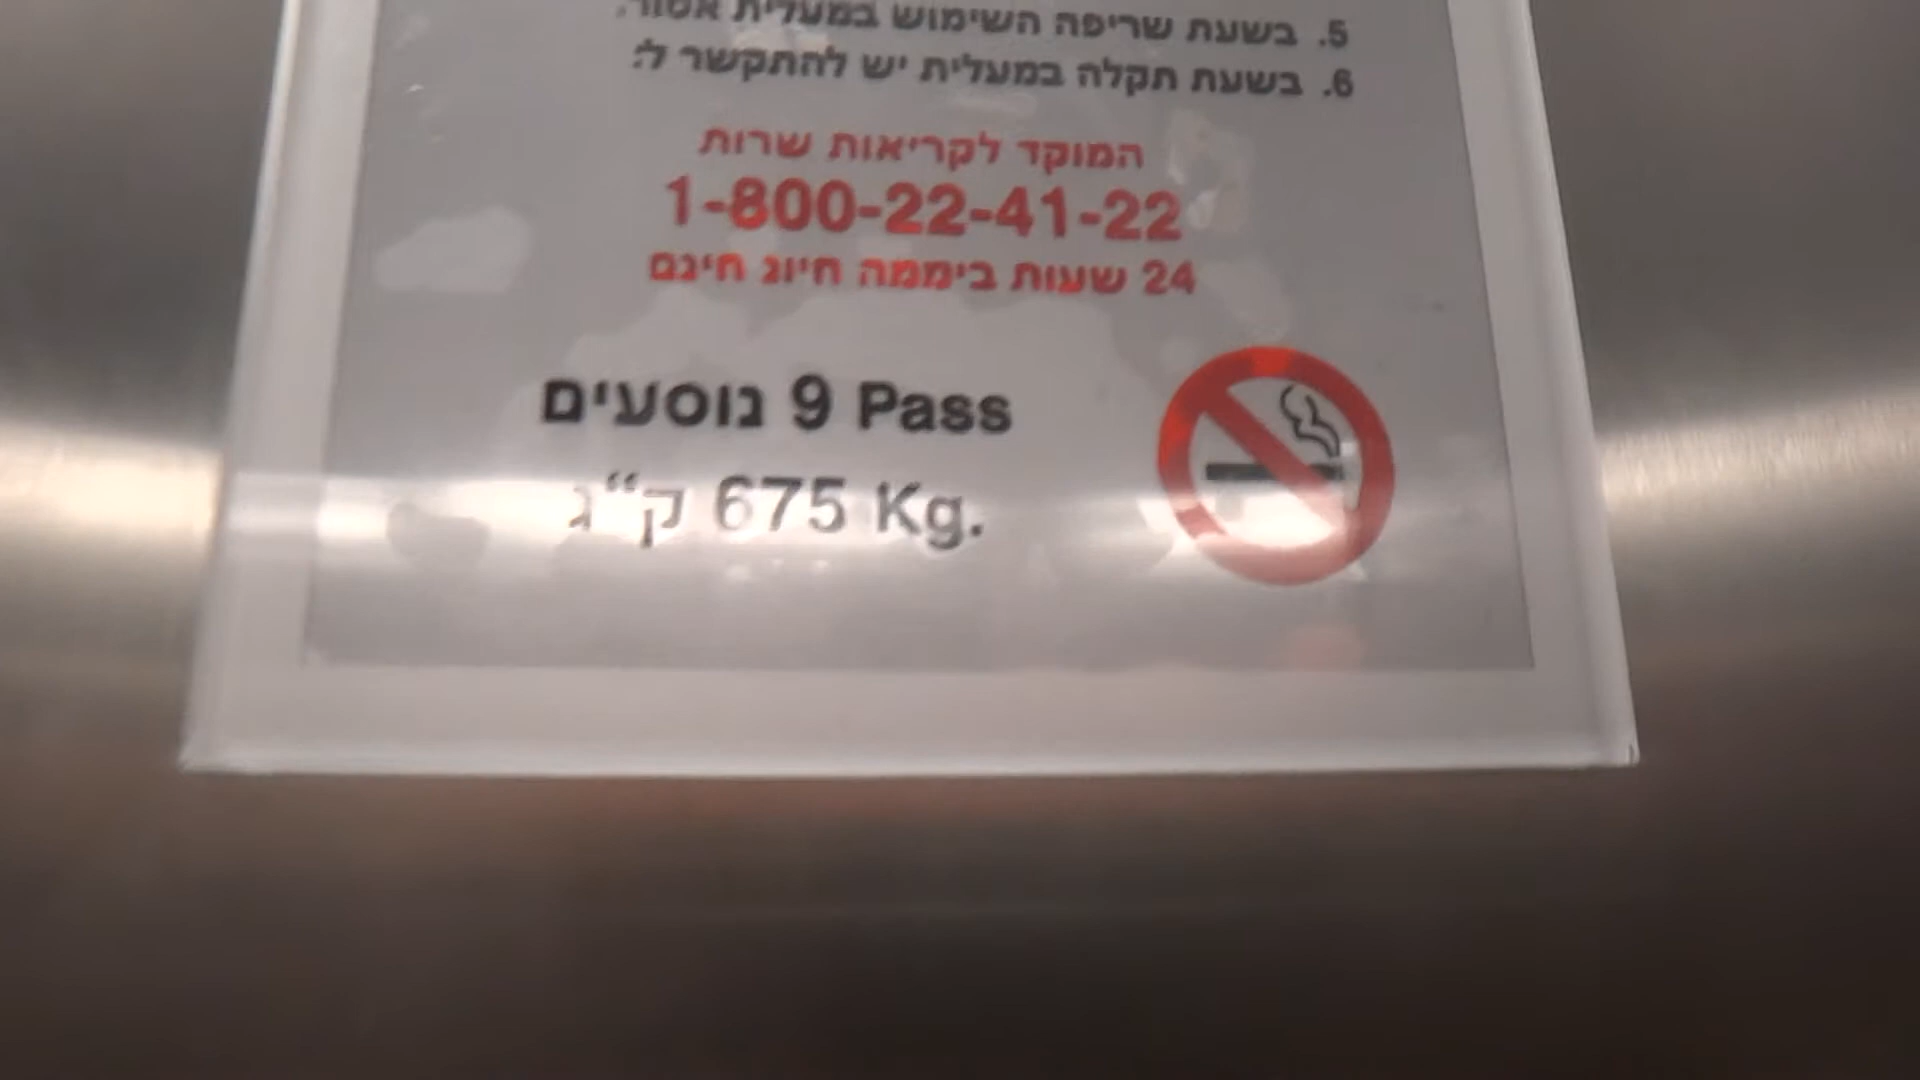 5. בשעת שריפה השימוש במעלית אסור.
6. בשעת תקלה במעלית יש להתקשר ל:
המוקד לקריאות שרות
1-800-22-41-22
24 שעות ביממה חיוג חינם
9 Pass נוסעים
675 Kg. ק"ג